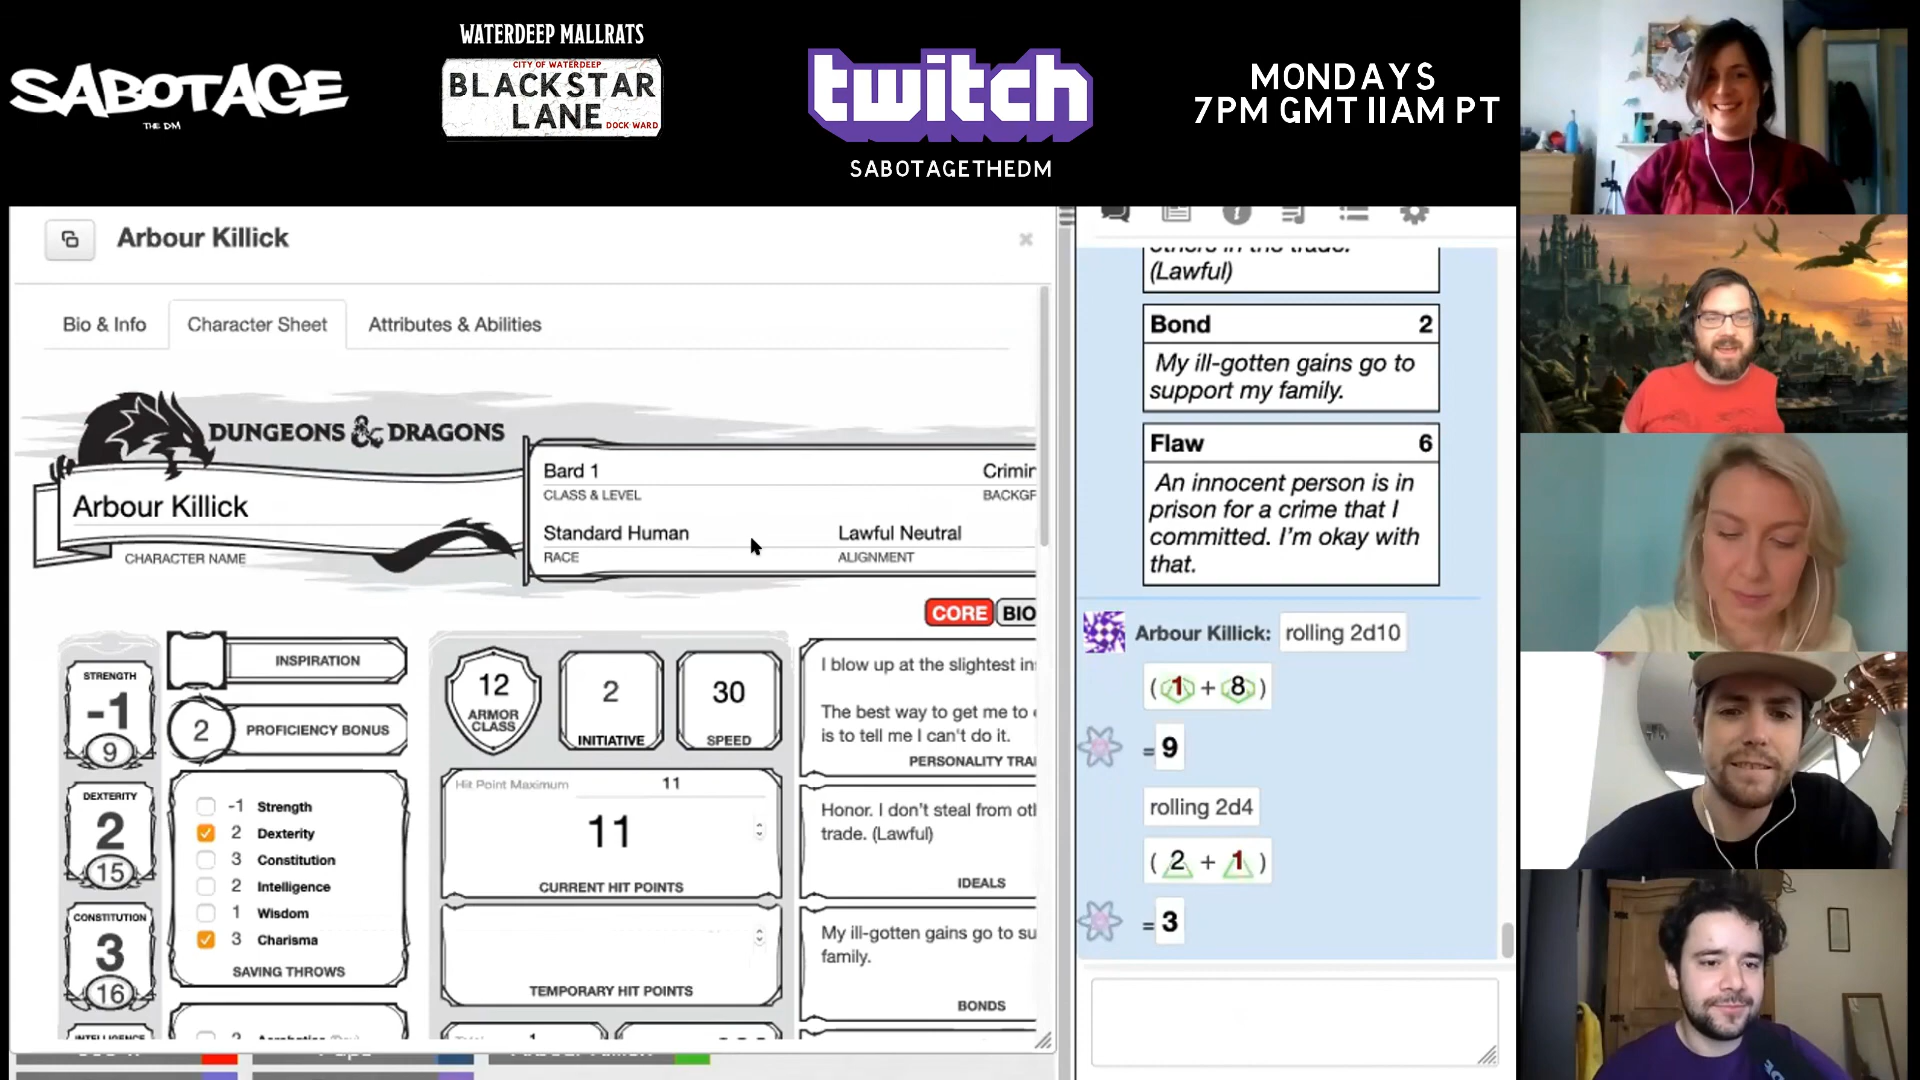 SABOTAGE
THE DM
WATERDEEP MALLRATS
CITY OF WATERDEEP
BLACKSTAR
LANE
DOCK WARD
twitch
SABOTAGETHEDM
MONDAYS
7PM GMT 11AM PT
Arbour Killick
Bio & Info
Character Sheet
Attributes & Abilities
DUNGEONS & DRAGONS
Arbour Killick
CHARACTER NAME
Bard 1
CLASS & LEVEL
Standard Human
RACE
Lawful Neutral
ALIGNMENT
CORE
BIO
STRENGTH
-1
9
DEXTERITY
2
15
CONSTITUTION
3
16
INSPIRATION
2
PROFICIENCY BONUS
-1 Strength
2 Dexterity
3 Constitution
2 Intelligence
1 Wisdom
3 Charisma
SAVING THROWS
12
ARMOR
CLASS
2
INITIATIVE
30
SPEED
Hit Point Maximum 11
11
CURRENT HIT POINTS
TEMPORARY HIT POINTS
I blow up at the slightest
The best way to get me to
is to tell me I can't do it.
PERSONALITY
Honor. I don't steal from
trade. (Lawful)
IDEALS
My ill-gotten gains go to
family.
BONDS
others in the trade.
(Lawful)
Bond 2
My ill-gotten gains go to
support my family.
Flaw 6
An innocent person is in
prison for a crime that I
committed. I'm okay with
that.
Arbour Killick: rolling 2d10
(1 + 8)
= 9
rolling 2d4
(2 + 1)
= 3